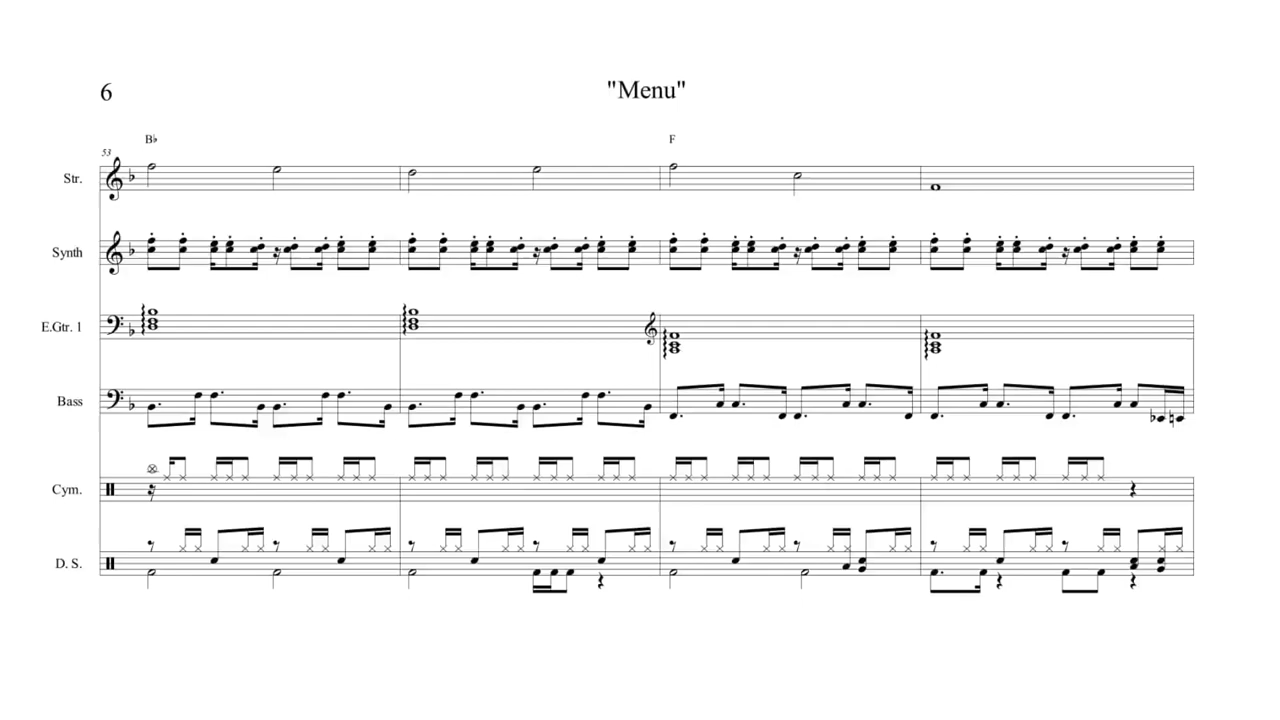 6
"Menu"
B♭
F
53
Str.
Synth
E.Gtr. 1
Bass
Cym.
D. S.